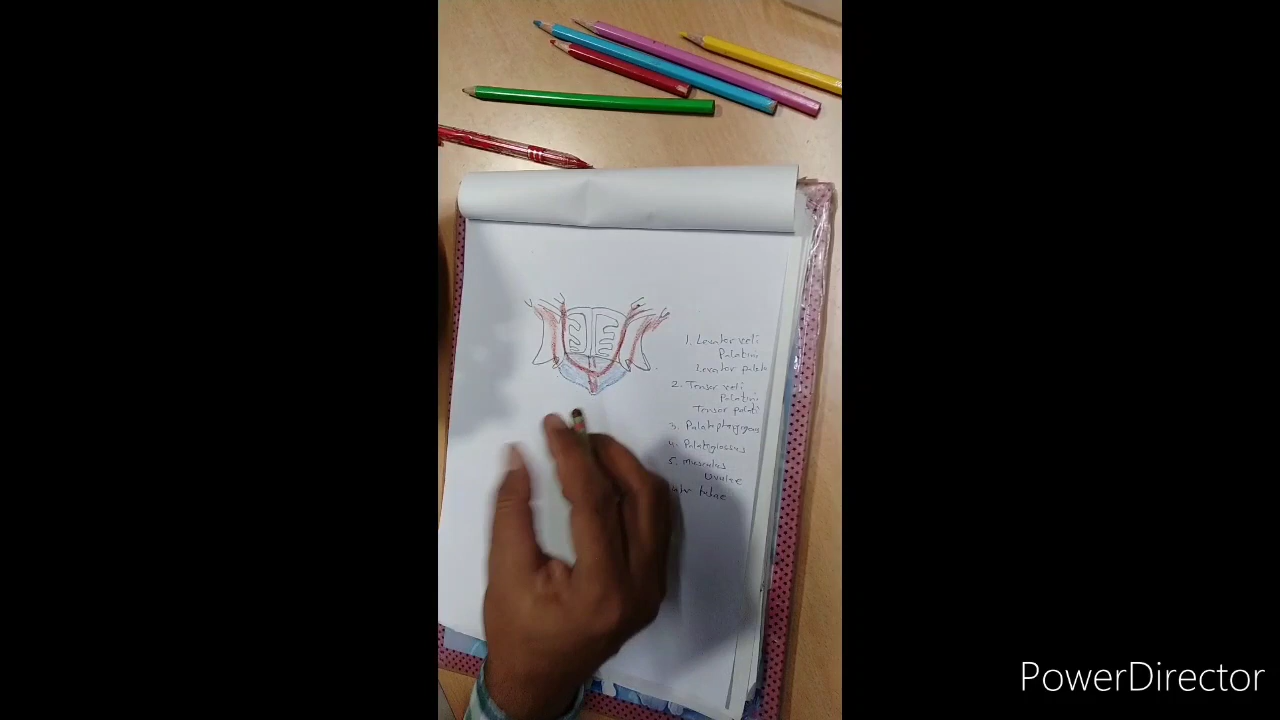 1. Levator veli
Palatini
Levator palati
2. Tensor veli
Palatini
Tensor palati
3. Palatopharyngeus
4. Palatoglossus
5. Musculus
Uvulae
PowerDirector